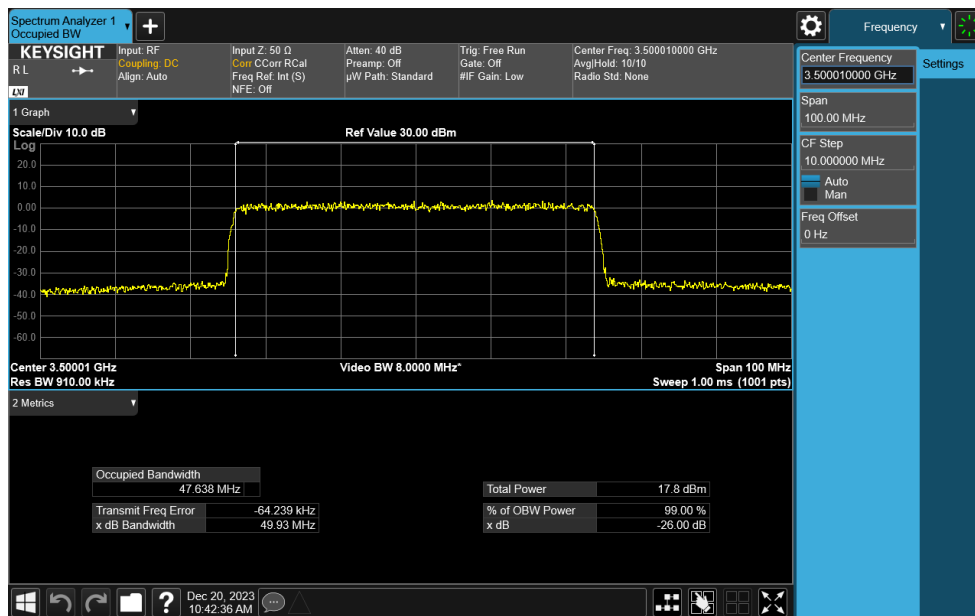 Spectrum Analyzer 1
Occupied BW
Frequency
KEYSIGHT
R L
LXI
Input: RF
Coupling: DC
Align: Auto
Input Z: 50 Ω
Corr CCorr RCal
Freq Ref: Int (S)
NFE: Off
Atten: 40 dB
Preamp: Off
µW Path: Standard
Trig: Free Run
Gate: Off
#IF Gain: Low
Center Freq: 3.500010000 GHz
Avg|Hold: 10/10
Radio Std: None
Center Frequency
3.500010000 GHz
Settings
Span
100.00 MHz
CF Step
10.000000 MHz
Auto
Man
Freq Offset
0 Hz
1 Graph
Scale/Div 10.0 dB
Ref Value 30.00 dBm
Log
20.0
10.0
0.00
-10.0
-20.0
-30.0
-40.0
-50.0
-60.0
Center 3.50001 GHz
Video BW 8.0000 MHz*
Span 100 MHz
Res BW 910.00 kHz
Sweep 1.00 ms (1001 pts)
2 Metrics
Occupied Bandwidth
47.638 MHz
Transmit Freq Error -64.239 kHz
x dB Bandwidth 49.93 MHz
Total Power 17.8 dBm
% of OBW Power 99.00 %
x dB -26.00 dB
?
Dec 20, 2023
10:42:36 AM